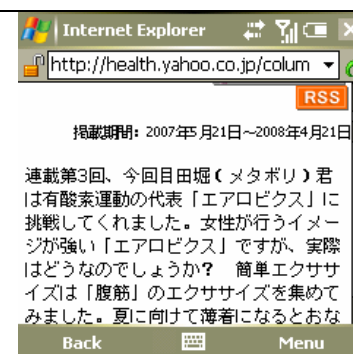 Internet Explorer
http://health.yahoo.co.jp/colum
RSS
掲載期間: 2007年5月21日~2008年4月21日
連載第3回、今回目田堀(メタボリ)君
は有酸素運動の代表「エアロビクス」に
挑戦してくれました。女性が行うイメー
ジが強い「エアロビクス」ですが、実際
はどうなのでしょうか? 簡単エクササ
イズは「腹筋」のエクササイズを集めて
みました。夏に向けて薄着になるとおな
Back
Menu